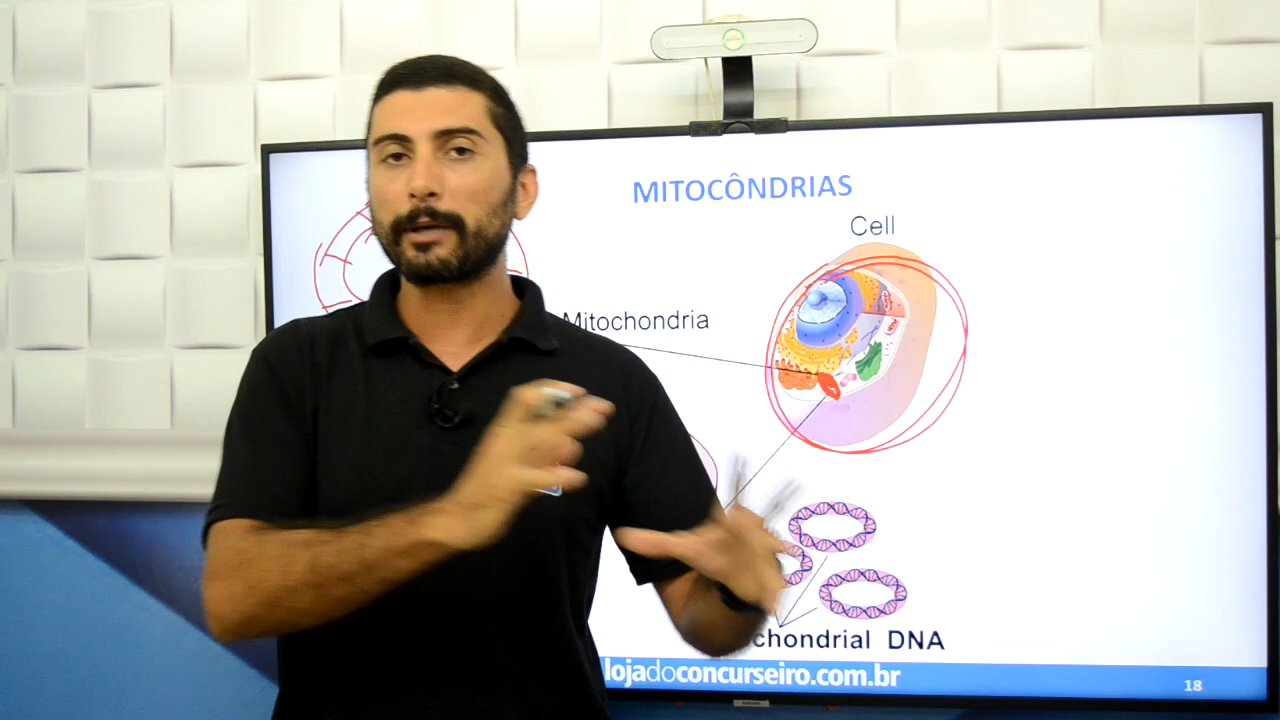 MITOCÔNDRIAS
Cell
Mitochondria
chondrial DNA
lojadoconcurseiro.com.br
18